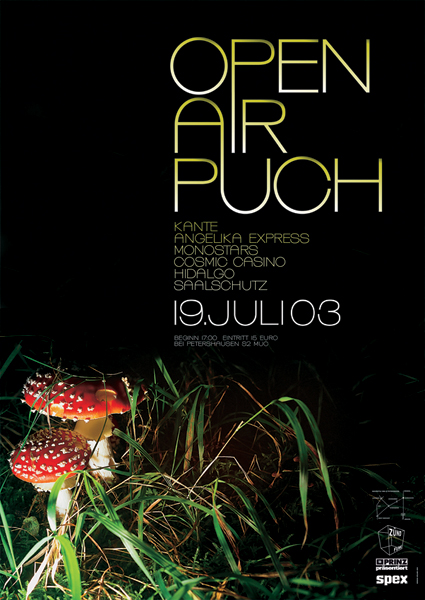 OPEN
AIR
PUCH
KANTE
ANGELIKA EXPRESS
MONOSTARS
COSMIC CASINO
HIDALGO
SAALSCHUTZ
19.JULI 03
BEGINN 17:00 EINTRITT 15 EURO
BEI PETERSHAUSEN S2 MUC
PRINZ
präsentiert
spex